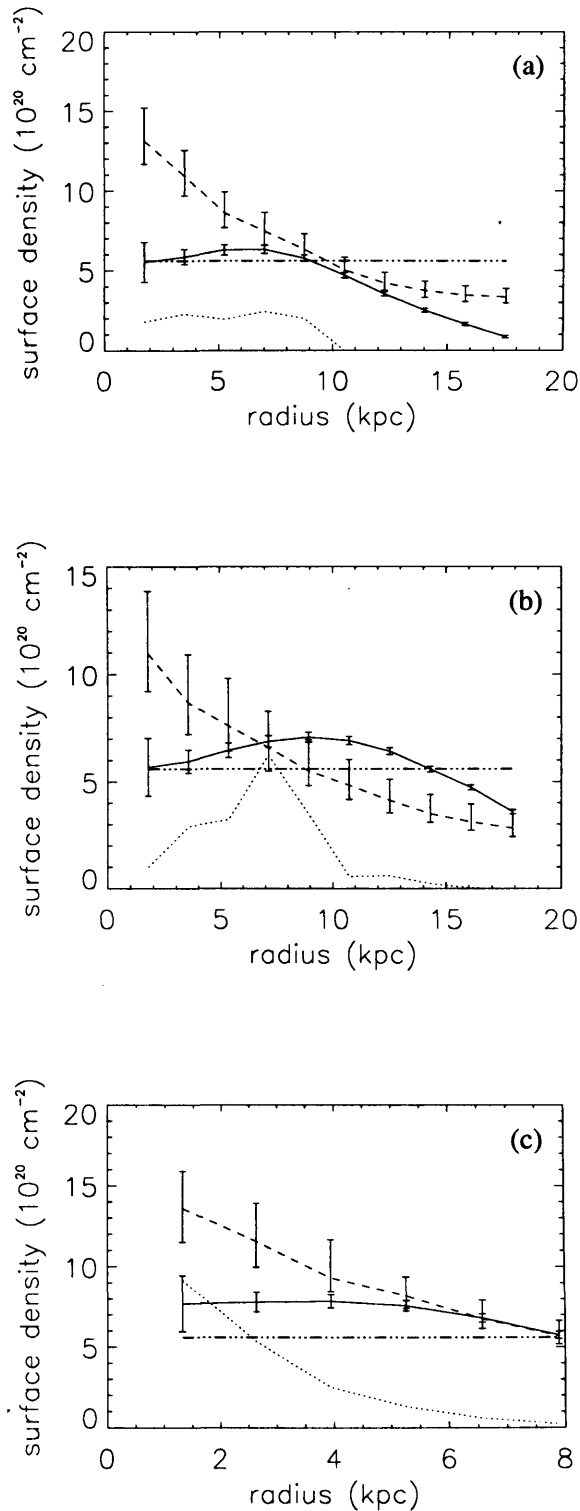 20
(a)
15
10
5
0
surface density (10²⁰ cm⁻²)
0 5 10 15 20
radius (kpc)
15
(b)
10
5
0
surface density (10²⁰ cm⁻²)
0 5 10 15 20
radius (kpc)
20
(c)
15
10
5
0
surface density (10²⁰ cm⁻²)
0 2 4 6 8
radius (kpc)